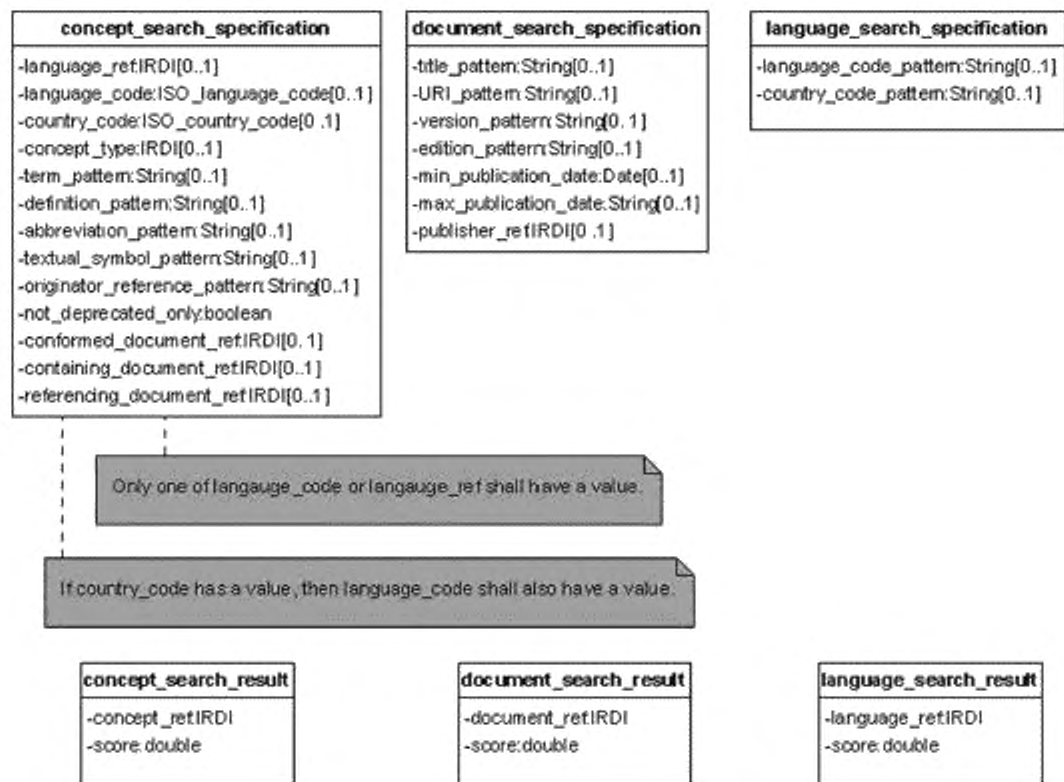 concept_search_specification
-language_ref:IRDI[0..1]
-language_code:ISO_language_code[0..1]
-country_code:ISO_country_code[0 .1]
-concept_type:IRDI[0..1]
-term_pattern:String[0..1]
-definition_pattern:String[0..1]
-abbreviation_pattern:String[0..1]
-textual_symbol_pattern:String[0..1]
-originator_reference_pattern:String[0..1]
-not_deprecated_only:boolean
-conformed_document_ref:IRDI[0. 1]
-containing_document_ref:IRDI[0..1]
-referencing_document_ref:IRDI[0..1]
document_search_specification
-title_pattern:String[0..1]
-URI_pattern:String[0..1]
-version_pattern:String[0. 1]
-edition_pattern:String[0..1]
-min_publication_date:Date[0..1]
-max_publication_date:String[0..1]
-publisher_ref:IRDI[0 .1]
language_search_specification
-language_code_pattern:String[0..1]
-country_code_pattern:String[0..1]
Only one of langauge_code or langauge_ref shall have a value.
If country_code has a value, then language_code shall also have a value.
concept_search_result
-concept_ref:IRDI
-score:double
document_search_result
-document_ref:IRDI
-score:double
language_search_result
-language_ref:IRDI
-score:double